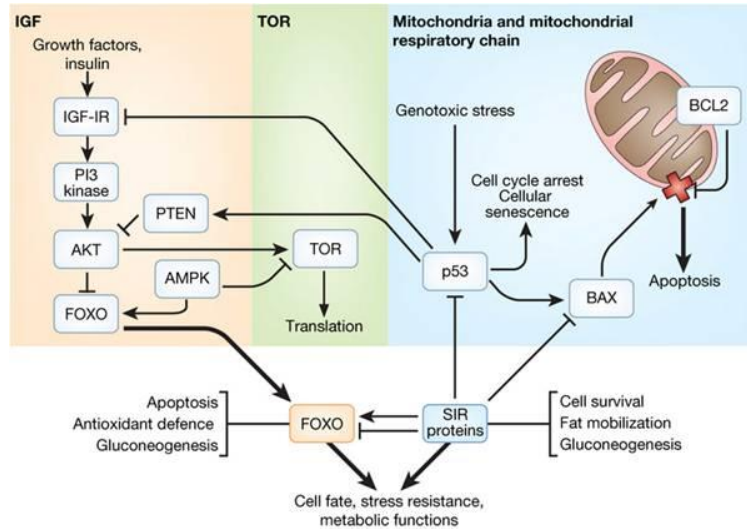 IGF
TOR
Mitochondria and mitochondrial
respiratory chain
Growth factors,
insulin
IGF-IR
PI3
kinase
PTEN
AKT
AMPK
FOXO
TOR
Translation
Genotoxic stress
Cell cycle arrest
Cellular
senescence
p53
BCL2
BAX
Apoptosis
Apoptosis
Antioxidant defence
Gluconeogenesis
FOXO
SIR
proteins
Cell survival
Fat mobilization
Gluconeogenesis
Cell fate, stress resistance,
metabolic functions